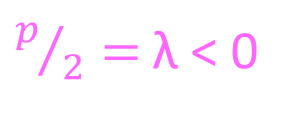 p/2 = λ < 0